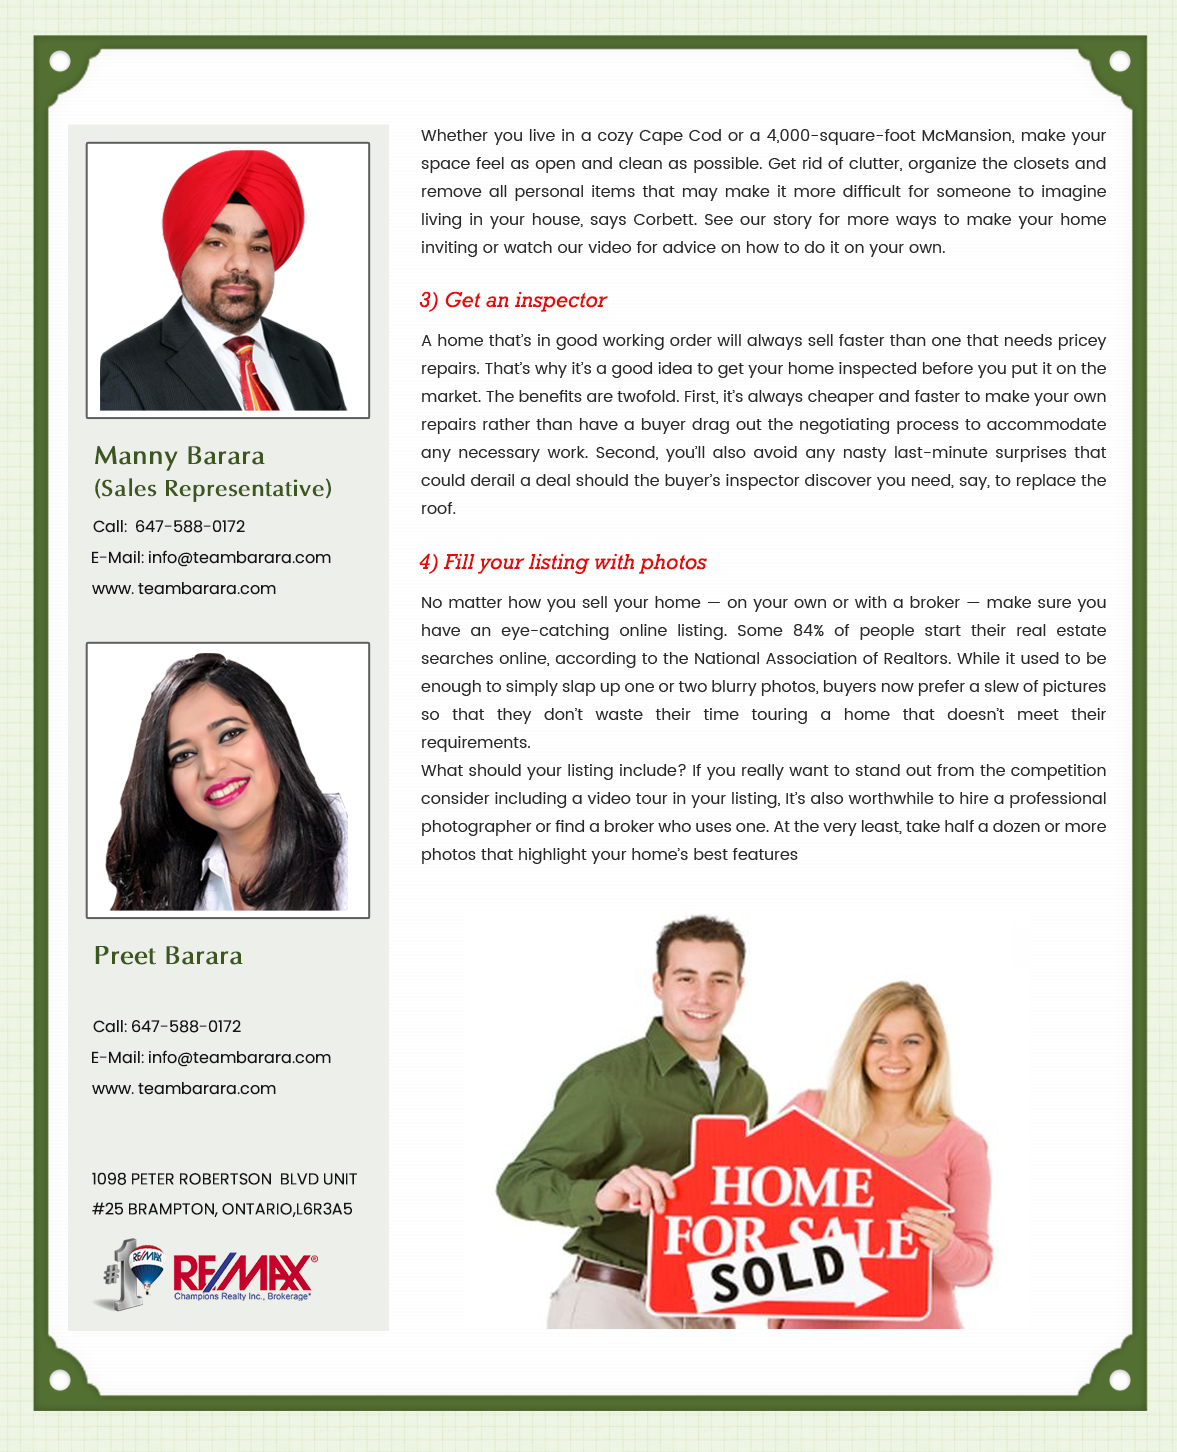 Manny Barara
(Sales Representative)
Call: 647-588-0172
E-Mail: info@teambarara.com
www. teambarara.com
Preet Barara
Call: 647-588-0172
E-Mail: info@teambarara.com
www. teambarara.com
1098 PETER ROBERTSON BLVD UNIT
#25 BRAMPTON, ONTARIO,L6R3A5
#1 RE/MAX
RE/MAX®
Champions Realty Inc., Brokerage*
Whether you live in a cozy Cape Cod or a 4,000-square-foot McMansion, make your
space feel as open and clean as possible. Get rid of clutter, organize the closets and
remove all personal items that may make it more difficult for someone to imagine
living in your house, says Corbett. See our story for more ways to make your home
inviting or watch our video for advice on how to do it on your own.
3) Get an inspector
A home that’s in good working order will always sell faster than one that needs pricey
repairs. That’s why it’s a good idea to get your home inspected before you put it on the
market. The benefits are twofold. First, it’s always cheaper and faster to make your own
repairs rather than have a buyer drag out the negotiating process to accommodate
any necessary work. Second, you’ll also avoid any nasty last-minute surprises that
could derail a deal should the buyer’s inspector discover you need, say, to replace the
roof.
4) Fill your listing with photos
No matter how you sell your home — on your own or with a broker — make sure you
have an eye-catching online listing. Some 84% of people start their real estate
searches online, according to the National Association of Realtors. While it used to be
enough to simply slap up one or two blurry photos, buyers now prefer a slew of pictures
so that they don’t waste their time touring a home that doesn’t meet their
requirements.
What should your listing include? If you really want to stand out from the competition
consider including a video tour in your listing, It’s also worthwhile to hire a professional
photographer or find a broker who uses one. At the very least, take half a dozen or more
photos that highlight your home’s best features
HOME
FOR SALE
SOLD